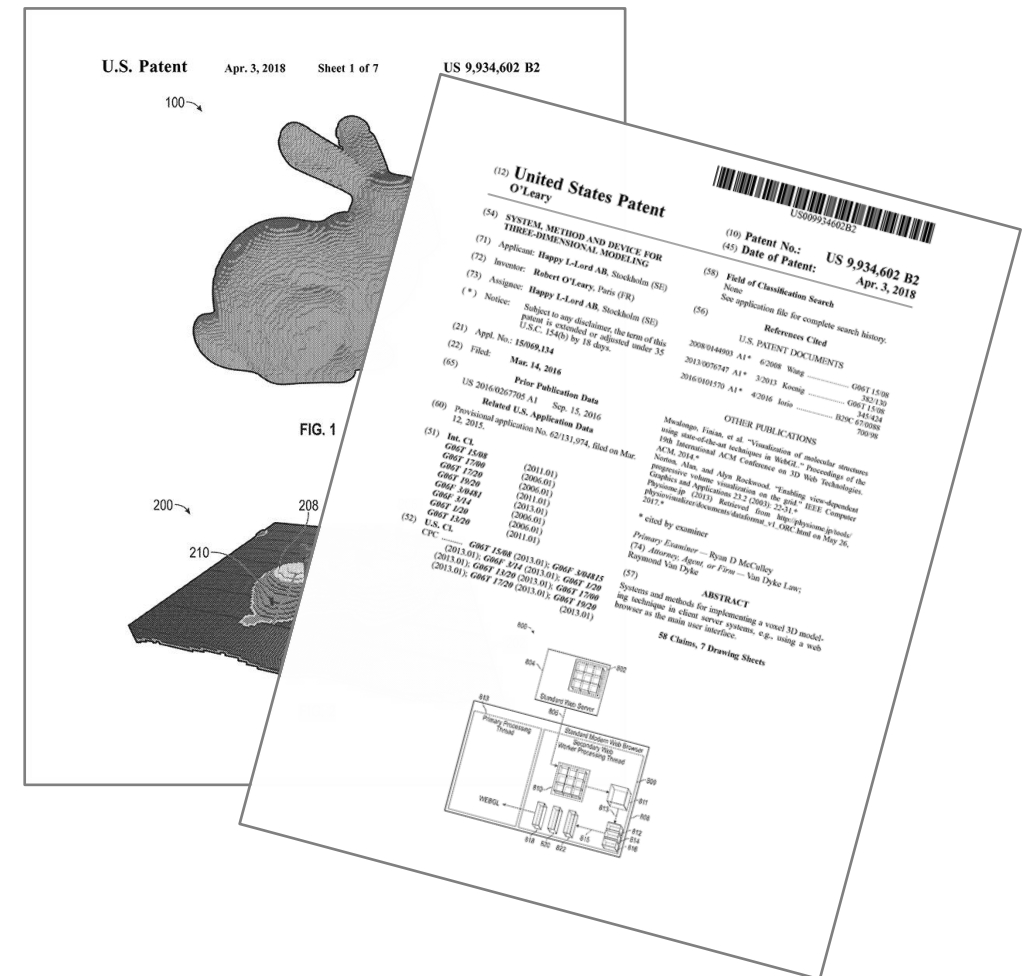 U.S. Patent Apr. 3, 2018 Sheet 1 of 7 US 9,934,602 B2
100
FIG. 1
200
208
210
US009934602B2
(12) United States Patent
O'Leary
(10) Patent No.: US 9,934,602 B2
(45) Date of Patent: Apr. 3, 2018
(54) SYSTEM, METHOD AND DEVICE FOR
THREE-DIMENSIONAL MODELING
(71) Applicant: Happy L-Lord AB, Stockholm (SE)
(72) Inventor: Robert O'Leary, Paris (FR)
(73) Assignee: Happy L-Lord AB, Stockholm (SE)
( * ) Notice: Subject to any disclaimer, the term of this
patent is extended or adjusted under 35
U.S.C. 154(b) by 18 days.
(21) Appl. No.: 15/069,134
(22) Filed: Mar. 14, 2016
(65) Prior Publication Data
US 2016/0267705 A1 Sep. 15, 2016
Related U.S. Application Data
(60) Provisional application No. 62/131,974, filed on Mar.
12, 2015.
(51) Int. Cl.
G06T 15/08 (2011.01)
G06T 17/00 (2006.01)
G06T 17/20 (2006.01)
G06T 19/20 (2011.01)
G06F 3/0481 (2013.01)
G06F 3/14 (2006.01)
G06T 1/20 (2006.01)
G06T 13/20 (2011.01)
(52) U.S. Cl.
CPC ........ G06T 15/08 (2013.01); G06F 3/04815
(2013.01); G06F 3/14 (2013.01); G06T 1/20
(2013.01); G06T 13/20 (2013.01); G06T 17/00
(2013.01); G06T 17/20 (2013.01); G06T 19/20
(2013.01)
(58) Field of Classification Search
None
See application file for complete search history.
(56) References Cited
U.S. PATENT DOCUMENTS
2008/0144903 A1* 6/2008 Wang .................. G06T 15/08
382/130
2013/0076747 A1* 3/2013 Koenig ................ G06T 15/08
345/424
2016/0101570 A1* 4/2016 Iorio .................. B29C 67/0088
700/98
OTHER PUBLICATIONS
Mwalongo, Finian, et al. "Visualization of molecular structures
using state-of-the-art techniques in WebGL." Proceedings of the
19th International ACM Conference on 3D Web Technologies.
ACM, 2014.*
Norton, Alan, and Alyn Rockwood. "Enabling view-dependent
progressive volume visualization on the grid." IEEE Computer
Graphics and Applications 23.2 (2003): 22-31.*
Physiome.jp (2013) Retrieved from http://physiome.jp/tools/
physiovisualizer/documents/dataformat_v1_ORC.html on May 26,
2017.*
* cited by examiner
Primary Examiner — Ryan D McCulley
(74) Attorney, Agent, or Firm — Van Dyke Law;
Raymond Van Dyke
(57) ABSTRACT
Systems and methods for implementing a voxel 3D model-
ing technique in client server systems, e.g., using a web
browser as the main user interface.
58 Claims, 7 Drawing Sheets
800
804
802
Standard Web Server
806
813
Primary Processing
Thread
Standard Modern Web Browser
Secondary Web
Worker Processing Thread
809
810
811
813
808
812
814
816
815
WEBGL
818
820
822